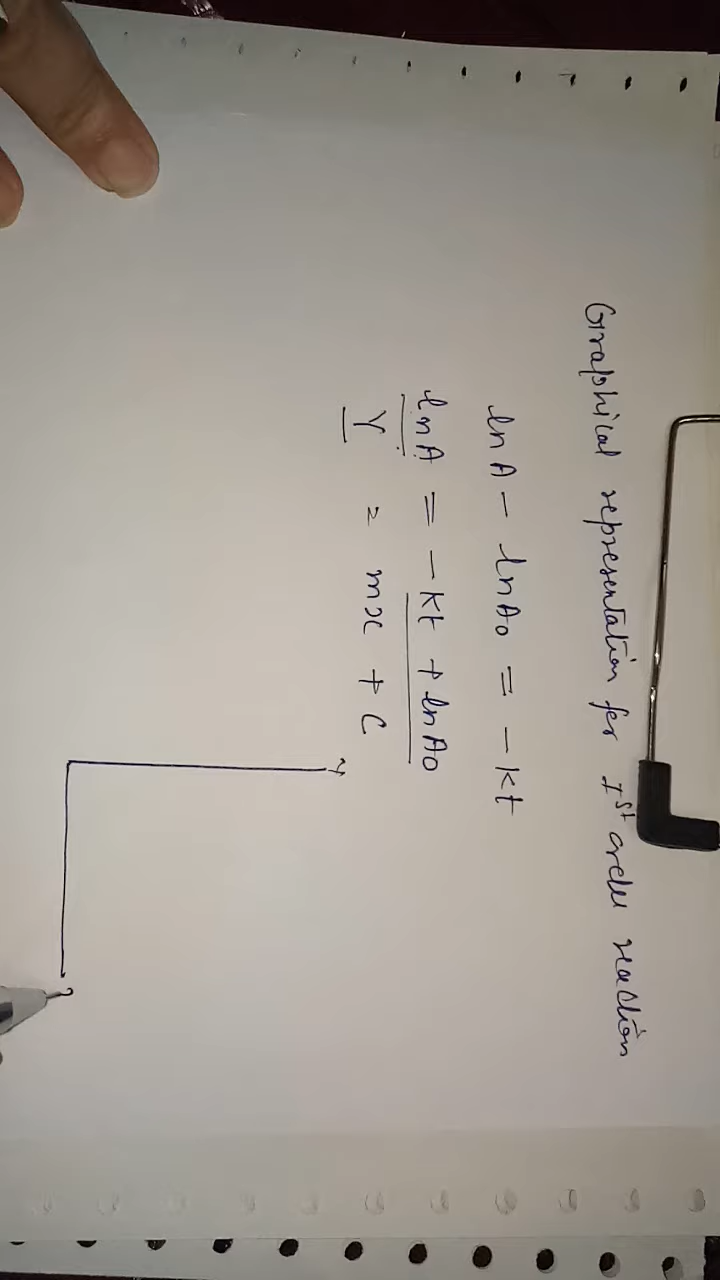 Graphical representation for Ist order reaction
ln A - ln A₀ = - Kt
ln A = - Kt + ln A₀
Y = mx + C
Y